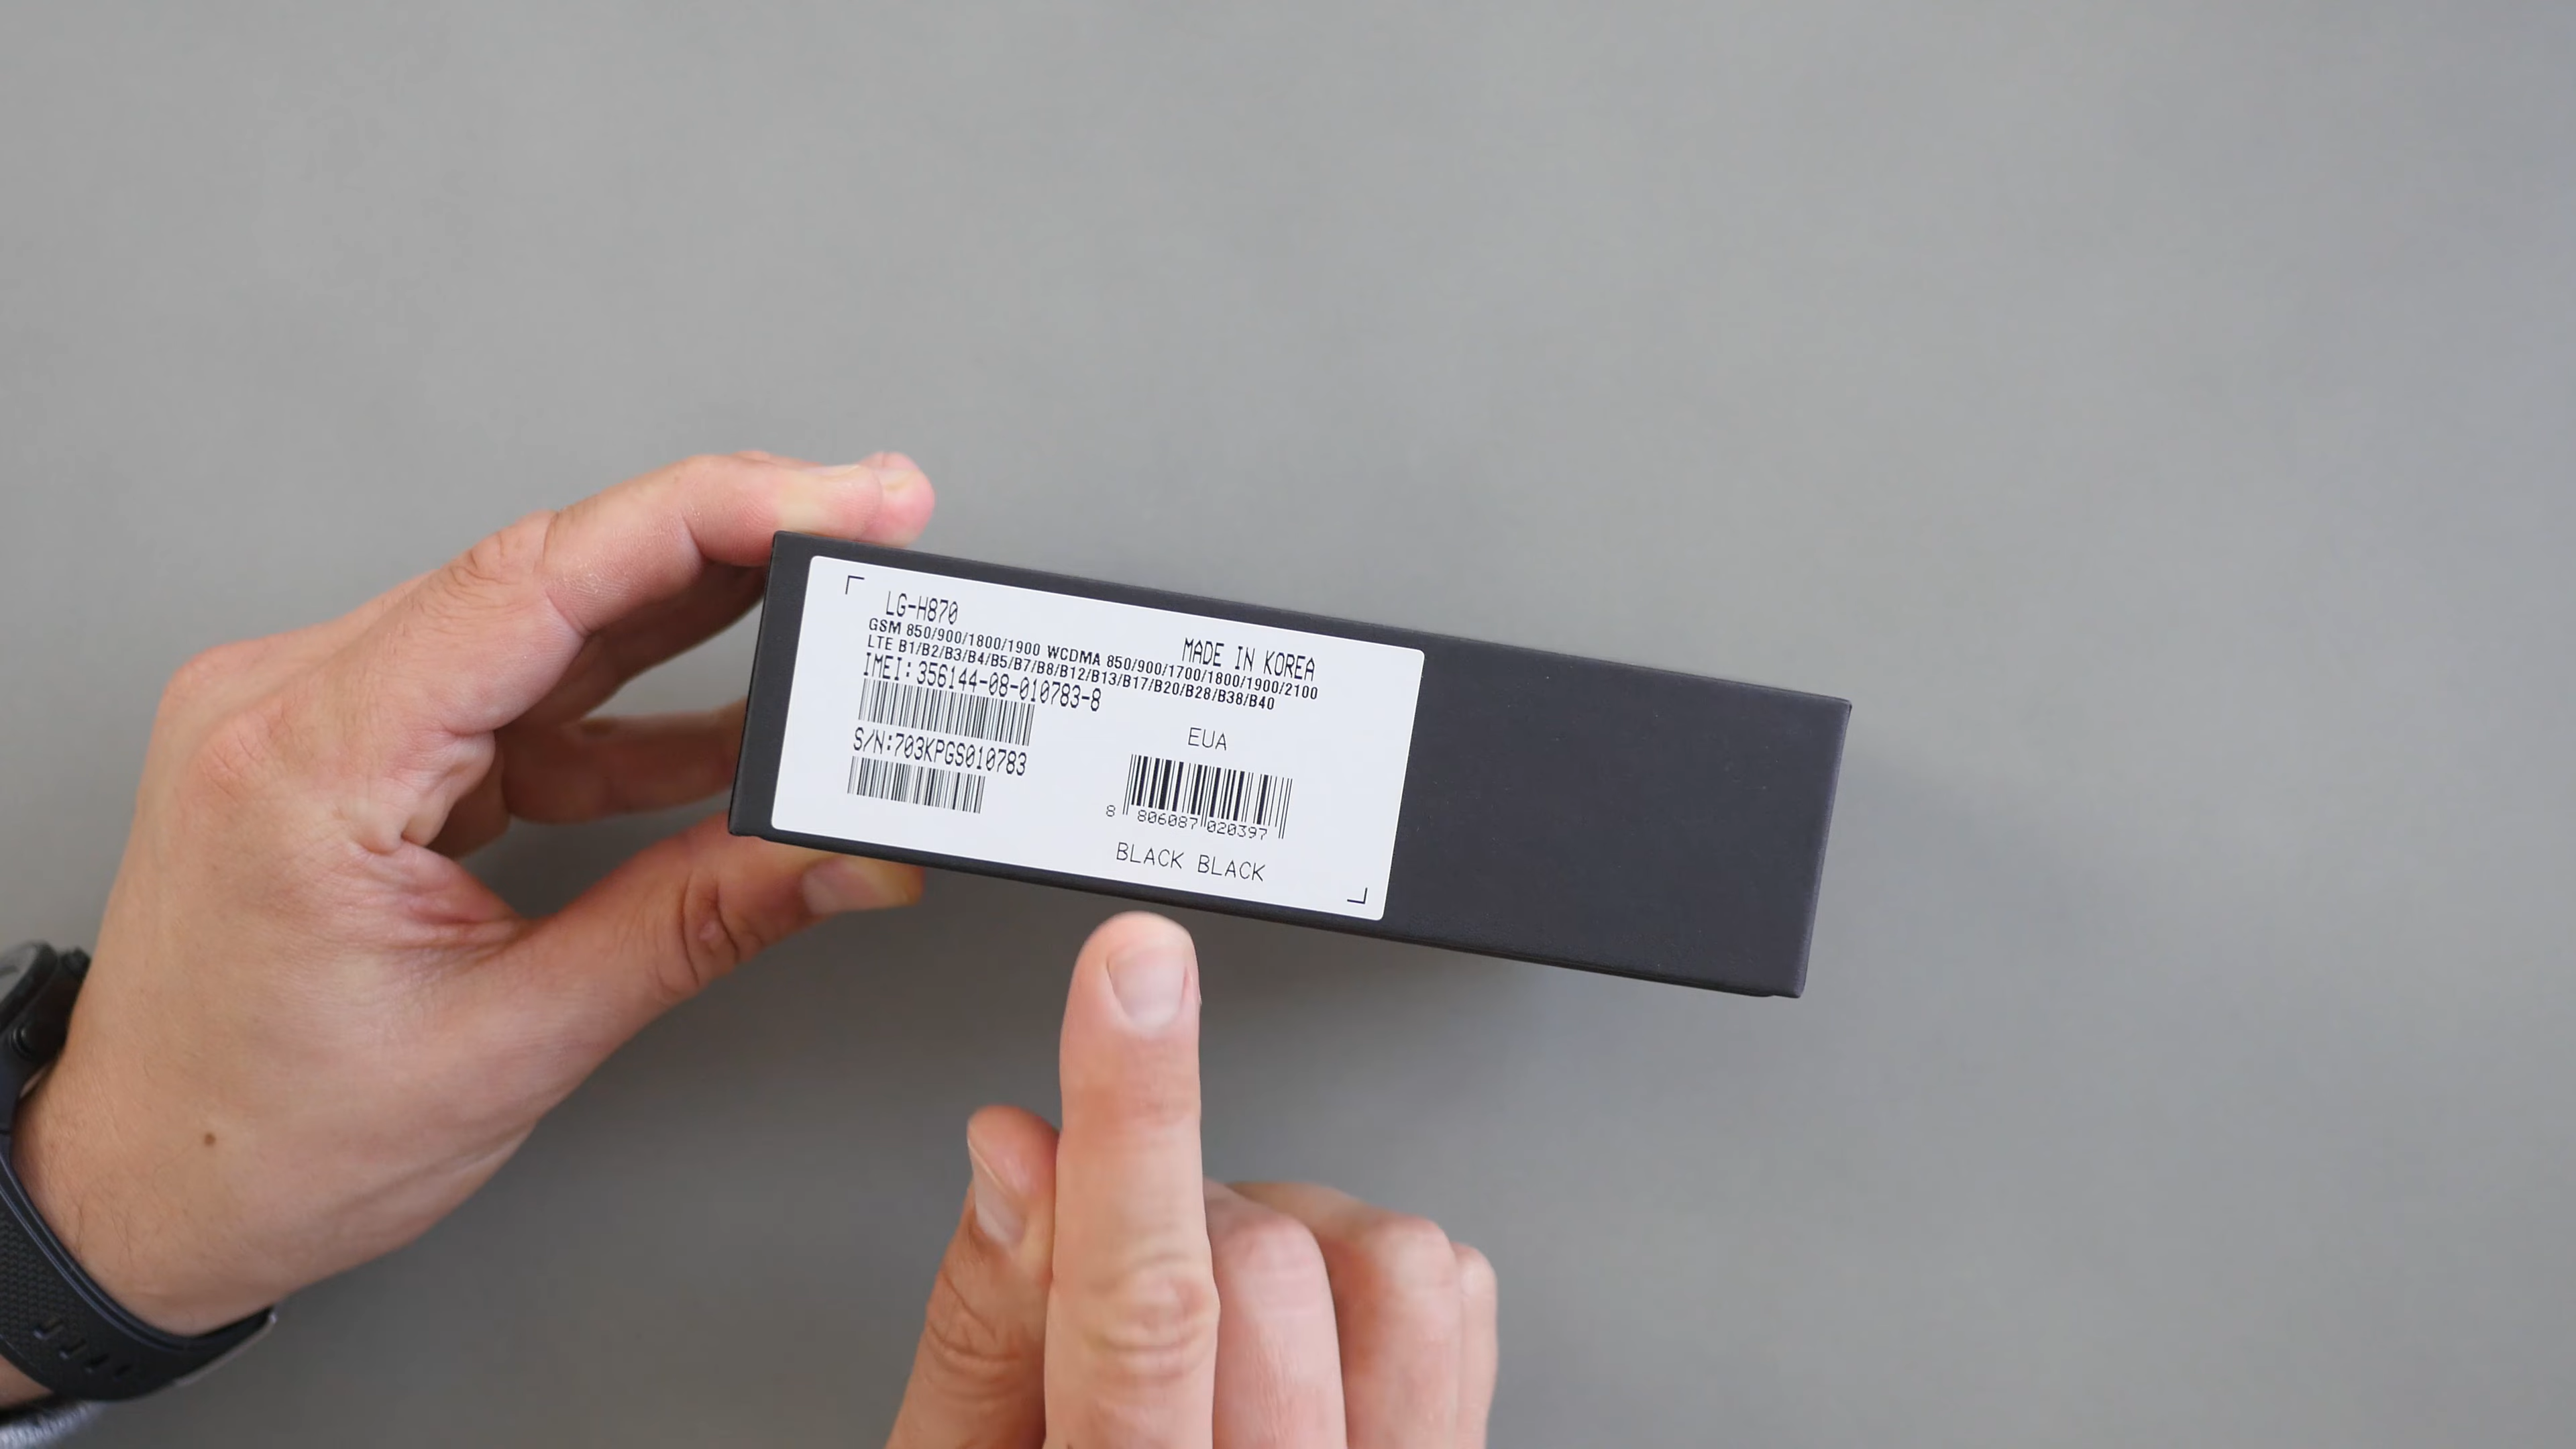 LG-H870
MADE IN KOREA
GSM 850/900/1800/1900 WCDMA 850/900/1700/1800/1900/2100
LTE B1/B2/B3/B4/B5/B7/B8/B12/B13/B17/B20/B28/B38/B40
IMEI:356144-08-010783-8
EUA
S/N:703KPGS010783
8 806087 020397
BLACK BLACK